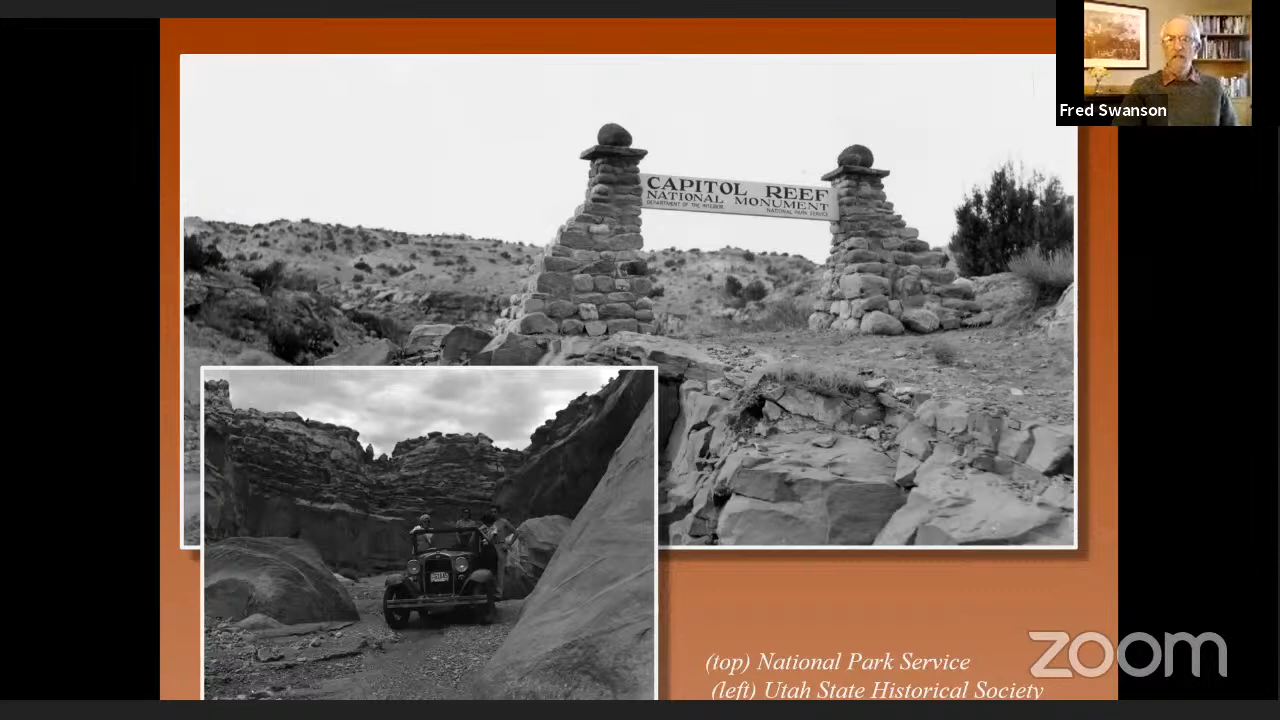 Fred Swanson
CAPITOL REEF
NATIONAL MONUMENT
DEPARTMENT OF THE INTERIOR
NATIONAL PARK SERVICE
(top) National Park Service
(left) Utah State Historical Society
zoom